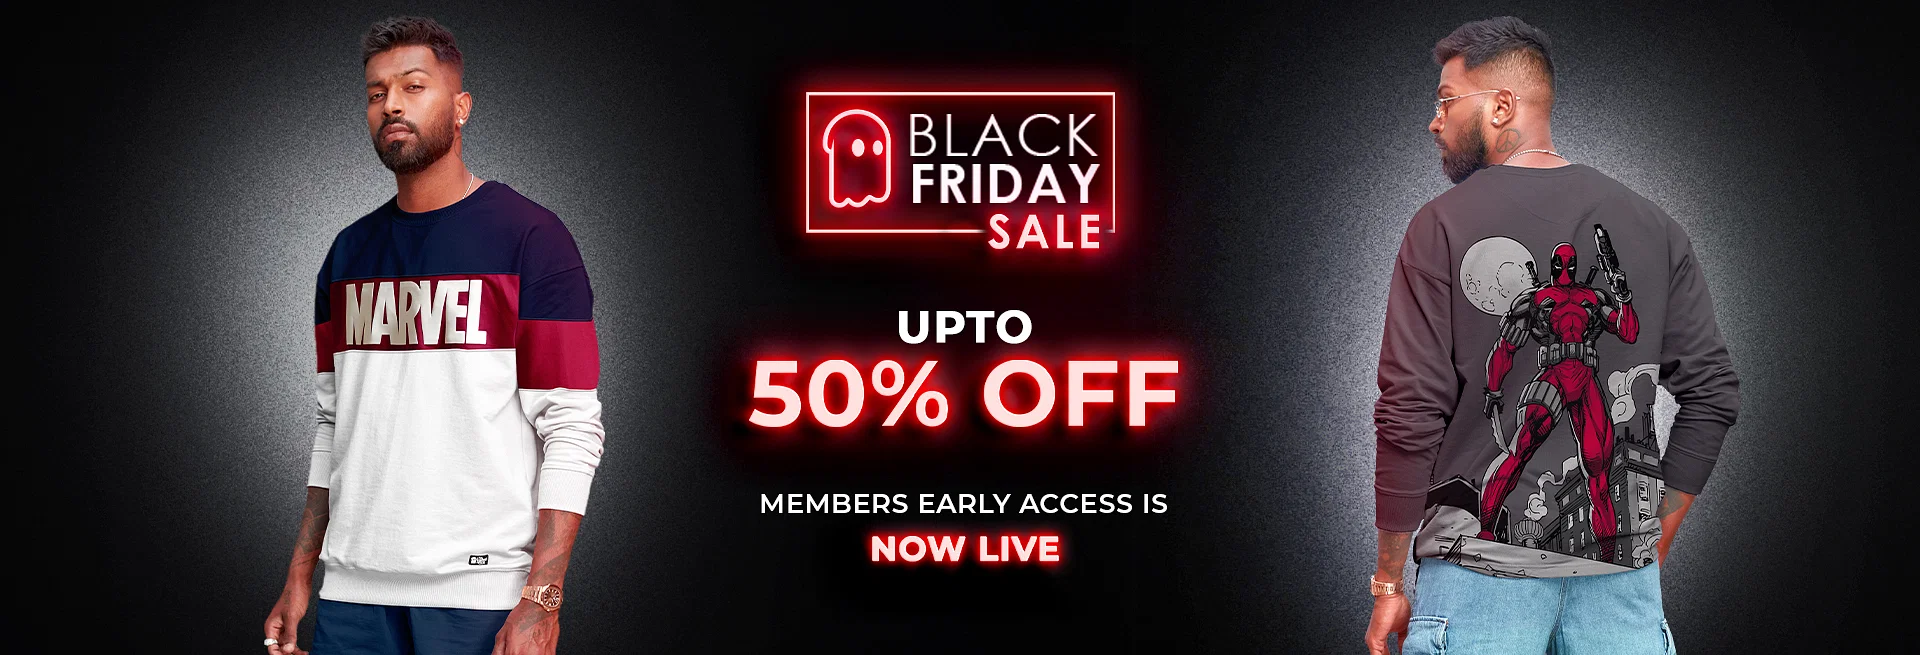 BLACK
FRIDAY
SALE
MARVEL
UPTO
50% OFF
MEMBERS EARLY ACCESS IS
NOW LIVE